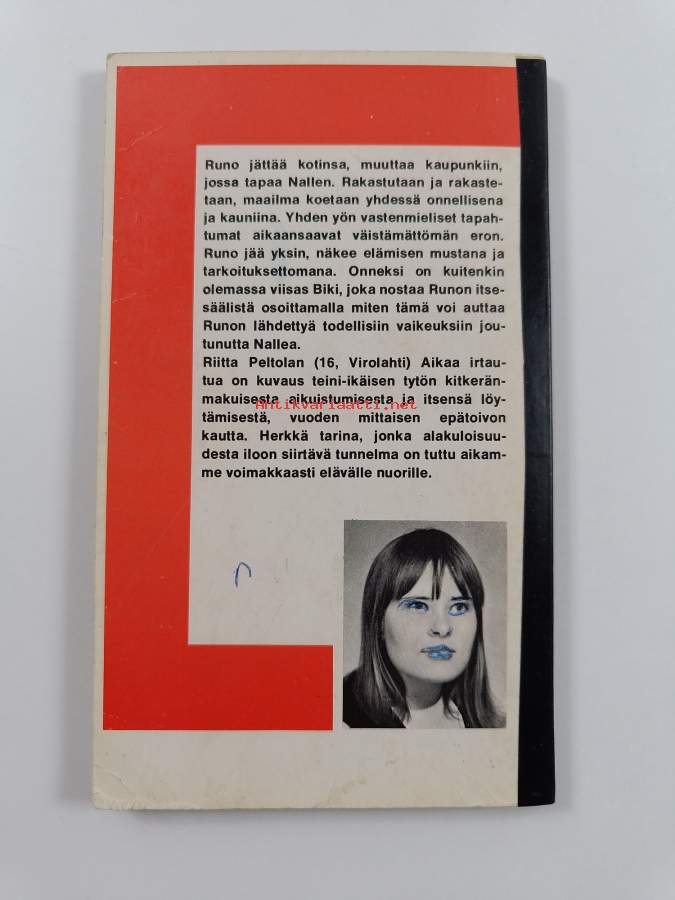 Runo jättää kotinsa, muuttaa kaupunkiin,
jossa tapaa Nallen. Rakastutaan ja rakaste-
taan, maailma koetaan yhdessä onnellisena
ja kauniina. Yhden yön vastenmieliset tapah-
tumat aikaansaavat väistämättömän eron.
Runo jää yksin, näkee elämisen mustana ja
tarkoituksettomana. Onneksi on kuitenkin
olemassa viisas Biki, joka nostaa Runon itse-
säälistä osoittamalla miten tämä voi auttaa
Runon lähdettyä todellisiin vaikeuksiin jou-
tunutta Nallea.
Riitta Peltolan (16, Virolahti) Aikaa irtau-
tua on kuvaus teini-ikäisen tytön kitkerän-
makuisesta aikuistumisesta ja itsensä löy-
Antikvariaatti.net
tämisestä, vuoden mittaisen epätoivon
kautta. Herkkä tarina, jonka alakuloisuu-
desta iloon siirtävä tunnelma on tuttu aikam-
me voimakkaasti elävälle nuorille.